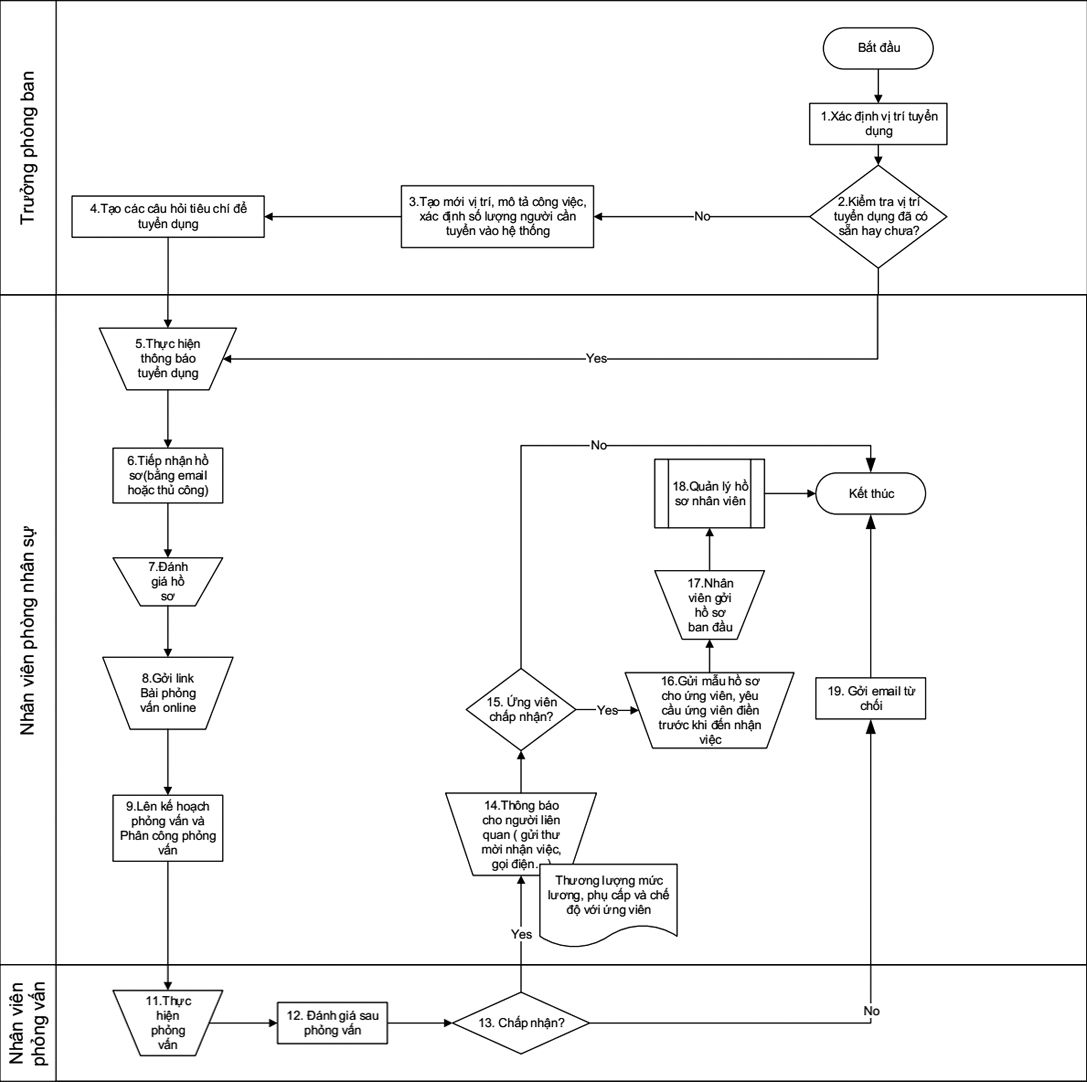 Trưởng phòng ban
Bắt đầu
1.Xác định vị trí tuyển
dụng
2.Kiểm tra vị trí
tuyển dụng đã có
sẵn hay chưa?
No
3.Tạo mới vị trí, mô tả công việc,
xác định số lượng người cần
tuyển vào hệ thống
4.Tạo các câu hỏi tiêu chí để
tuyển dụng
Nhân viên phòng nhân sự
5.Thực hiện
thông báo
tuyển dụng
Yes
6.Tiếp nhận hồ
sơ(bằng email
hoặc thủ công)
7.Đánh
giá hồ
sơ
8.Gởi link
Bài phỏng
vấn online
9.Lên kế hoạch
phỏng vấn và
Phân công phỏng
vấn
No
18.Quản lý hồ
sơ nhân viên
Kết thúc
17.Nhân
viên gởi
hồ sơ
ban đầu
15. Ứng viên
chấp nhận?
Yes
16.Gửi mẫu hồ sơ
cho ứng viên, yêu
cầu ứng viên điền
trước khi đến nhận
việc
19. Gởi email từ
chối
14.Thông báo
cho người liên
quan ( gửi thư
mời nhận việc,
gọi điện...)
Thương lượng mức
lương, phụ cấp và chế
độ với ứng viên
Yes
Nhân viên
phỏng vấn
11.Thực
hiện
phỏng
vấn
12. Đánh giá sau
phỏng vấn
13. Chấp nhận?
No